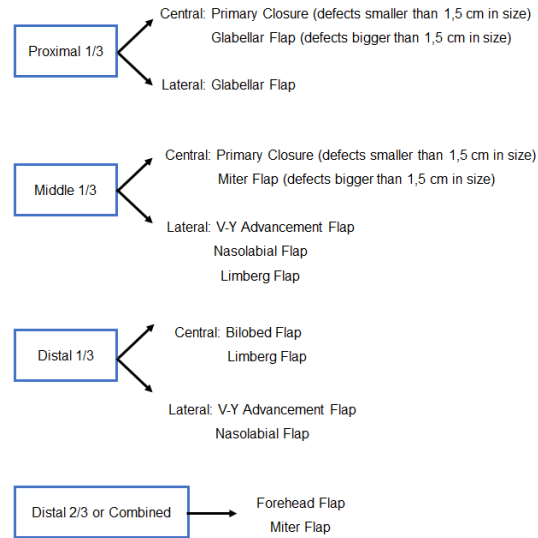 Central: Primary Closure (defects smaller than 1,5 cm in size)
Glabellar Flap (defects bigger than 1,5 cm in size)
Proximal 1/3
Lateral: Glabellar Flap
Central: Primary Closure (defects smaller than 1,5 cm in size)
Miter Flap (defects bigger than 1,5 cm in size)
Middle 1/3
Lateral: V-Y Advancement Flap
Nasolabial Flap
Limberg Flap
Central: Bilobed Flap
Limberg Flap
Distal 1/3
Lateral: V-Y Advancement Flap
Nasolabial Flap
Distal 2/3 or Combined
Forehead Flap
Miter Flap